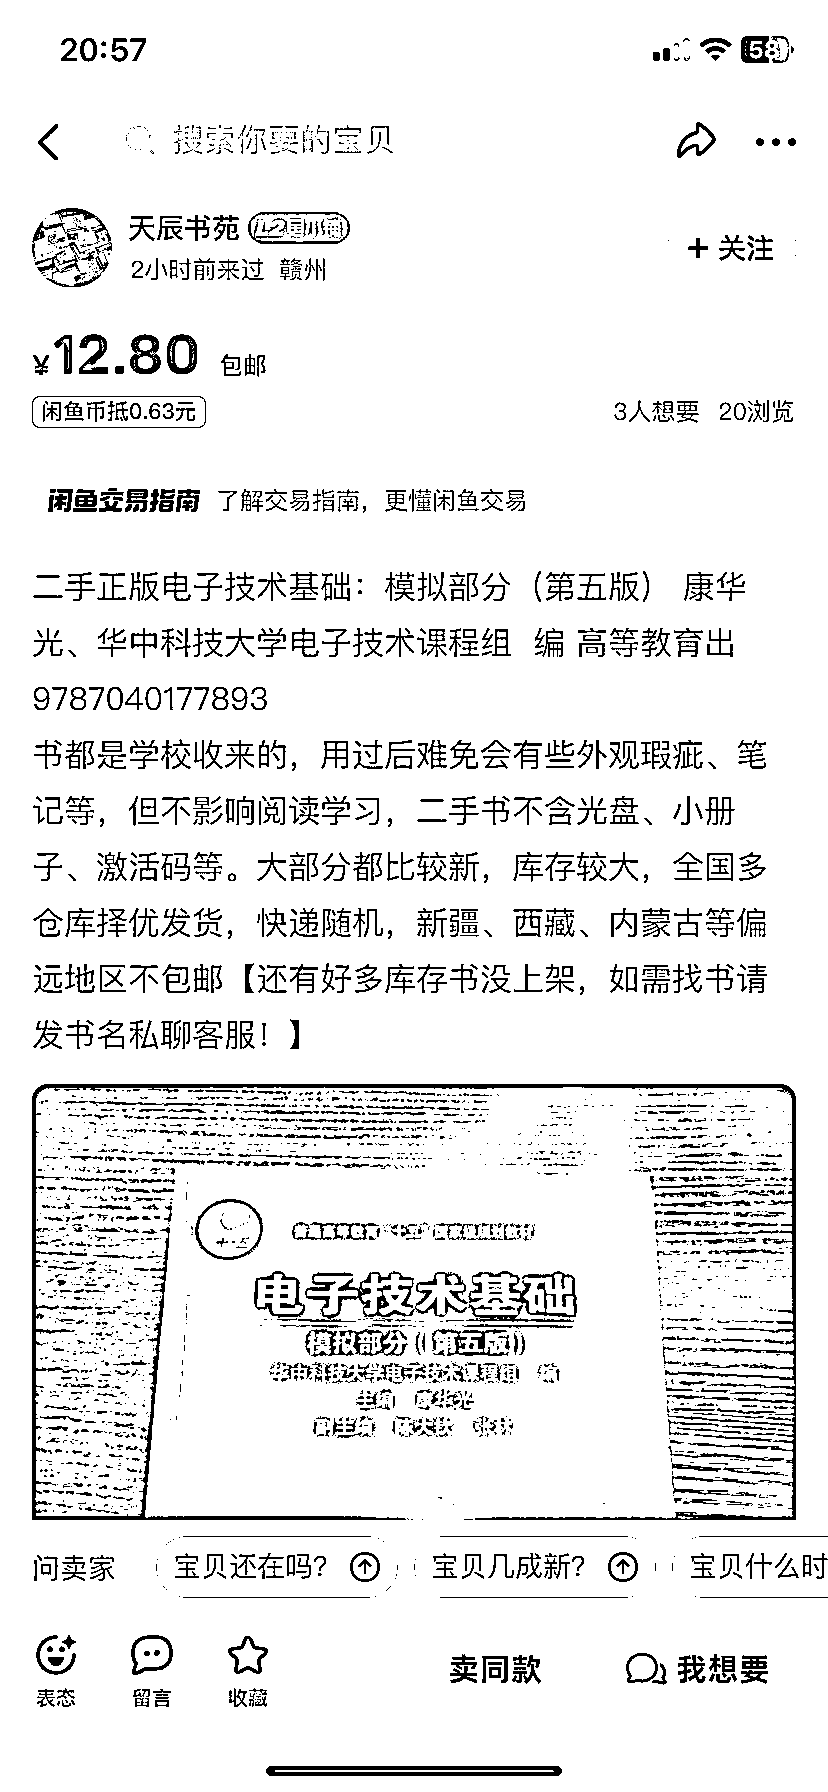 20:57
58
搜索你要的宝贝
天辰书苑
2小时前来过 赣州
+ 关注
¥12.80 包邮
闲鱼币抵0.63元
3人想要 20浏览
闲鱼交易指南 了解交易指南，更懂闲鱼交易
二手正版电子技术基础：模拟部分（第五版） 康华
光、华中科技大学电子技术课程组 编 高等教育出
9787040177893
书都是学校收来的，用过后难免会有些外观瑕疵、笔
记等，但不影响阅读学习，二手书不含光盘、小册
子、激活码等。大部分都比较新，库存较大，全国多
仓库择优发货，快递随机，新疆、西藏、内蒙古等偏
远地区不包邮【还有好多库存书没上架，如需找书请
发书名私聊客服！】
电子技术基础
模拟部分（第五版）
华中科技大学电子技术课程组 编
主编 康华光
副主编 陈大钦 张林
问卖家
宝贝还在吗？
宝贝几成新？
宝贝什么时
表态
留言
收藏
卖同款
我想要